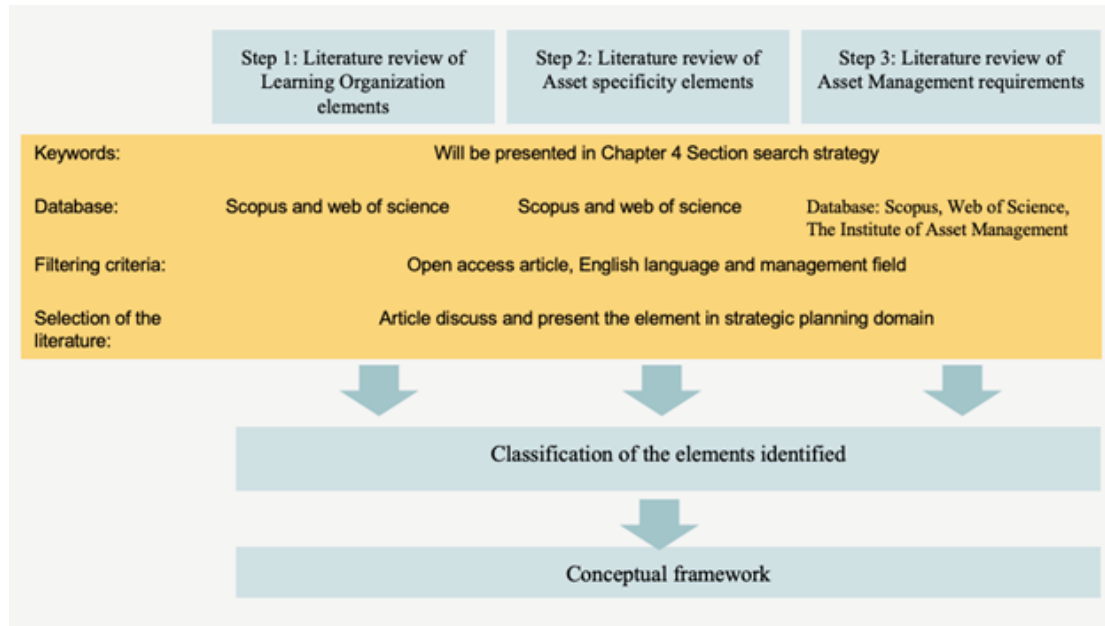 Step 1: Literature review of
Learning Organization
elements
Step 2: Literature review of
Asset specificity elements
Step 3: Literature review of
Asset Management requirements
Keywords:
Will be presented in Chapter 4 Section search strategy
Database:
Scopus and web of science
Scopus and web of science
Database: Scopus, Web of Science,
The Institute of Asset Management
Filtering criteria:
Open access article, English language and management field
Selection of the
literature:
Article discuss and present the element in strategic planning domain
Classification of the elements identified
Conceptual framework